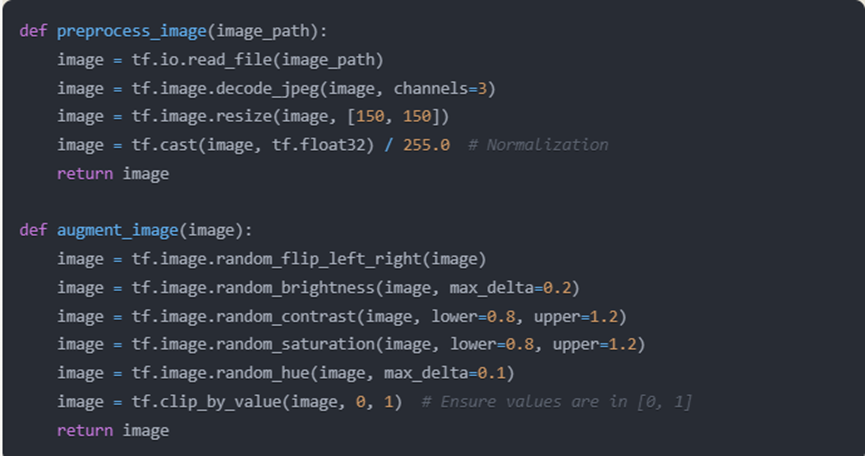 def preprocess_image(image_path):
    image = tf.io.read_file(image_path)
    image = tf.image.decode_jpeg(image, channels=3)
    image = tf.image.resize(image, [150, 150])
    image = tf.cast(image, tf.float32) / 255.0  # Normalization
    return image

def augment_image(image):
    image = tf.image.random_flip_left_right(image)
    image = tf.image.random_brightness(image, max_delta=0.2)
    image = tf.image.random_contrast(image, lower=0.8, upper=1.2)
    image = tf.image.random_saturation(image, lower=0.8, upper=1.2)
    image = tf.image.random_hue(image, max_delta=0.1)
    image = tf.clip_by_value(image, 0, 1)  # Ensure values are in [0, 1]
    return image